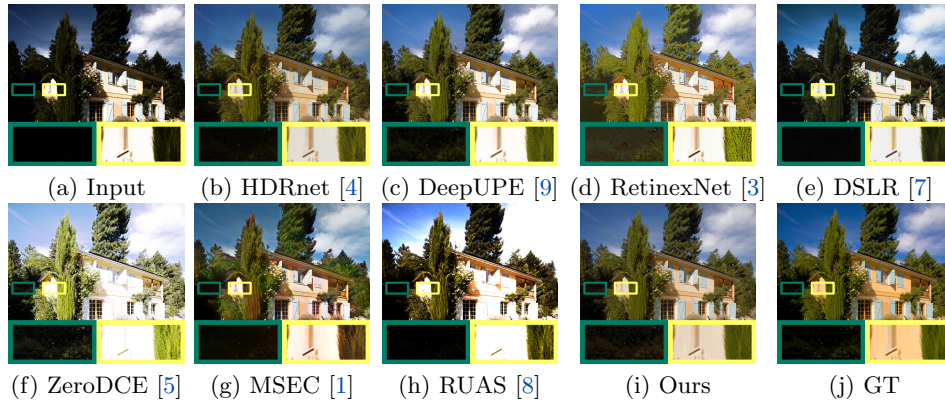 (a) Input (b) HDRnet [4] (c) DeepUPE [9] (d) RetinexNet [3] (e) DSLR [7]
(f) ZeroDCE [5] (g) MSEC [1] (h) RUAS [8] (i) Ours (j) GT